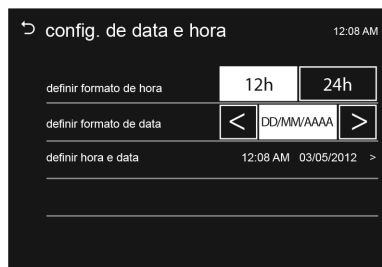 config. de data e hora 12:08 AM
definir formato de hora 12h 24h
definir formato de data < DD/MM/AAAA >
definir hora e data 12:08 AM 03/05/2012 >